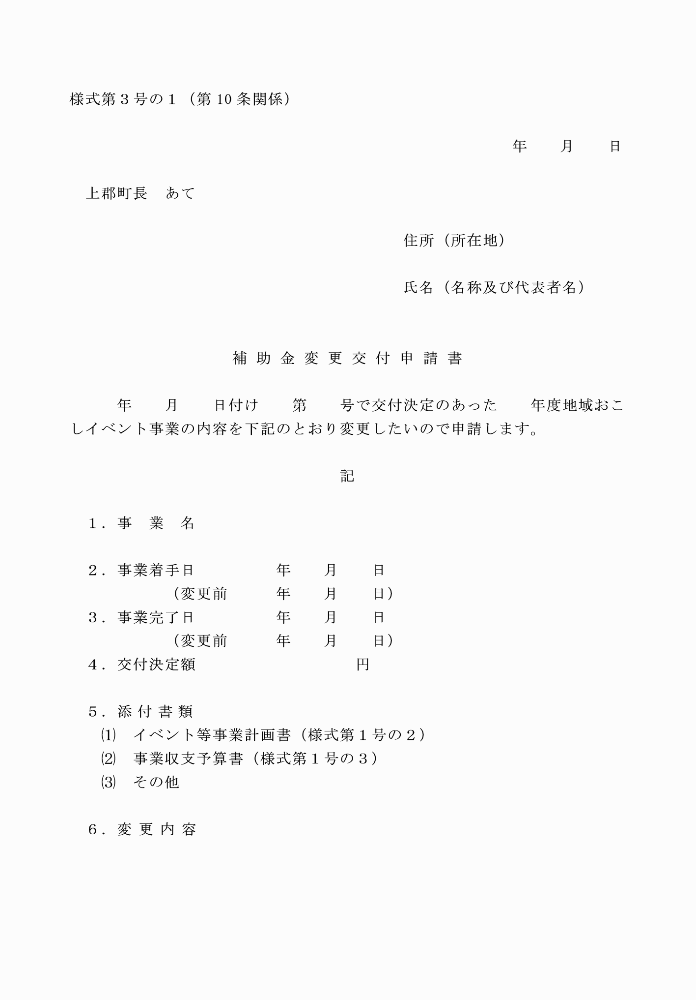 様式第３号の１（第 10 条関係）
年　　月　　日
上郡町長　あて
住所（所在地）
氏名（名称及び代表者名）
補助金変更交付申請書
年　　月　　日付け　　第　　号で交付決定のあった　　年度地域おこ
しイベント事業の内容を下記のとおり変更したいので申請します。
記
１．事　業　名
２．事業着手日　　　　　年　　月　　日
（変更前　　　年　　月　　日）
３．事業完了日　　　　　年　　月　　日
（変更前　　　年　　月　　日）
４．交付決定額　　　　　　　　　　円
５．添付書類
⑴　イベント等事業計画書（様式第１号の２）
⑵　事業収支予算書（様式第１号の３）
⑶　その他
６．変更内容